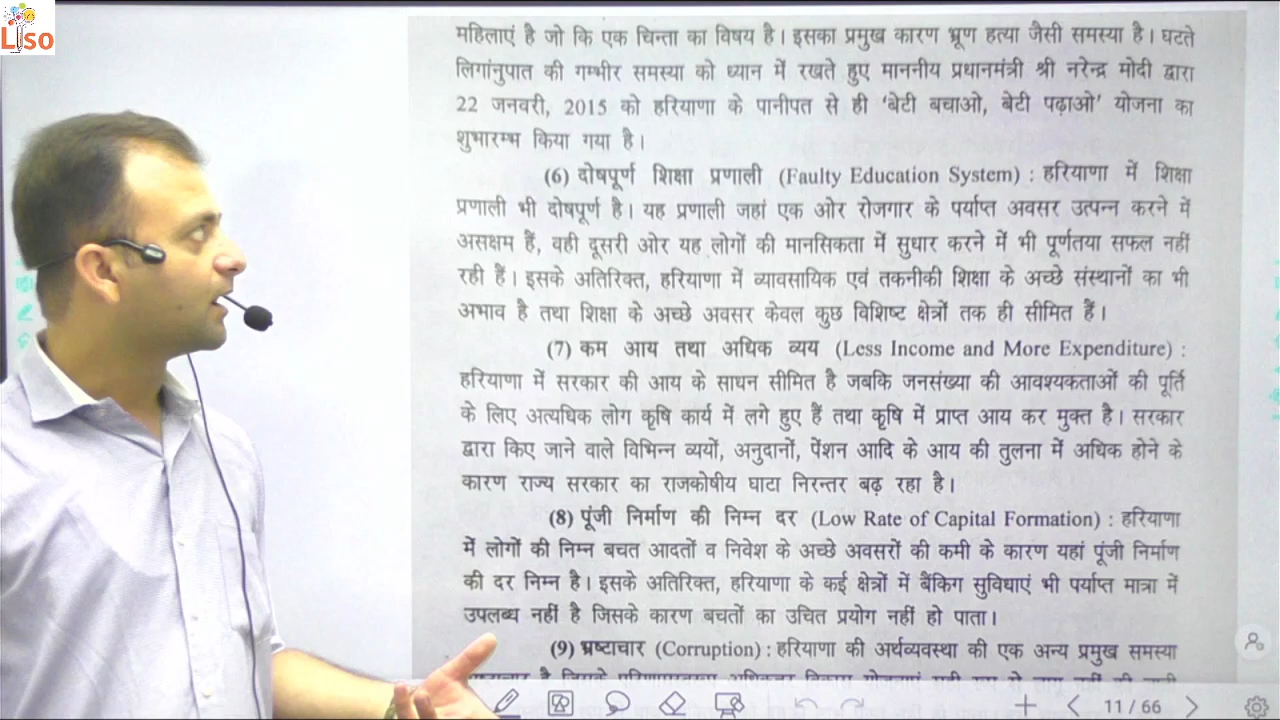 Liso
महिलाएं है जो कि एक चिन्ता का विषय है। इसका प्रमुख कारण भ्रूण हत्या जैसी समस्या है। घटते
लिगांनुपात की गम्भीर समस्या को ध्यान में रखते हुए माननीय प्रधानमंत्री श्री नरेन्द्र मोदी द्वारा
22 जनवरी, 2015 को हरियाणा के पानीपत से ही ‘बेटी बचाओ, बेटी पढ़ाओ’ योजना का
शुभारम्भ किया गया है।
(6) दोषपूर्ण शिक्षा प्रणाली (Faulty Education System) : हरियाणा में शिक्षा
प्रणाली भी दोषपूर्ण है। यह प्रणाली जहां एक ओर रोजगार के पर्याप्त अवसर उत्पन्न करने में
असक्षम हैं, वही दूसरी ओर यह लोगों की मानसिकता में सुधार करने में भी पूर्णतया सफल नहीं
रही हैं। इसके अतिरिक्त, हरियाणा में व्यावसायिक एवं तकनीकी शिक्षा के अच्छे संस्थानों का भी
अभाव है तथा शिक्षा के अच्छे अवसर केवल कुछ विशिष्ट क्षेत्रों तक ही सीमित हैं।
(7) कम आय तथा अधिक व्यय (Less Income and More Expenditure) :
हरियाणा में सरकार की आय के साधन सीमित है जबकि जनसंख्या की आवश्यकताओं की पूर्ति
के लिए अत्यधिक लोग कृषि कार्य में लगे हुए हैं तथा कृषि में प्राप्त आय कर मुक्त है। सरकार
द्वारा किए जाने वाले विभिन्न व्ययों, अनुदानों, पेंशन आदि के आय की तुलना में अधिक होने के
कारण राज्य सरकार का राजकोषीय घाटा निरन्तर बढ़ रहा है।
(8) पूंजी निर्माण की निम्न दर (Low Rate of Capital Formation) : हरियाणा
में लोगों की निम्न बचत आदतों व निवेश के अच्छे अवसरों की कमी के कारण यहां पूंजी निर्माण
की दर निम्न है। इसके अतिरिक्त, हरियाणा के कई क्षेत्रों में बैंकिग सुविधाएं भी पर्याप्त मात्रा में
उपलब्ध नहीं है जिसके कारण बचतों का उचित प्रयोग नहीं हो पाता।
(9) भ्रष्टाचार (Corruption) : हरियाणा की अर्थव्यवस्था की एक अन्य प्रमुख समस्या
11 / 66